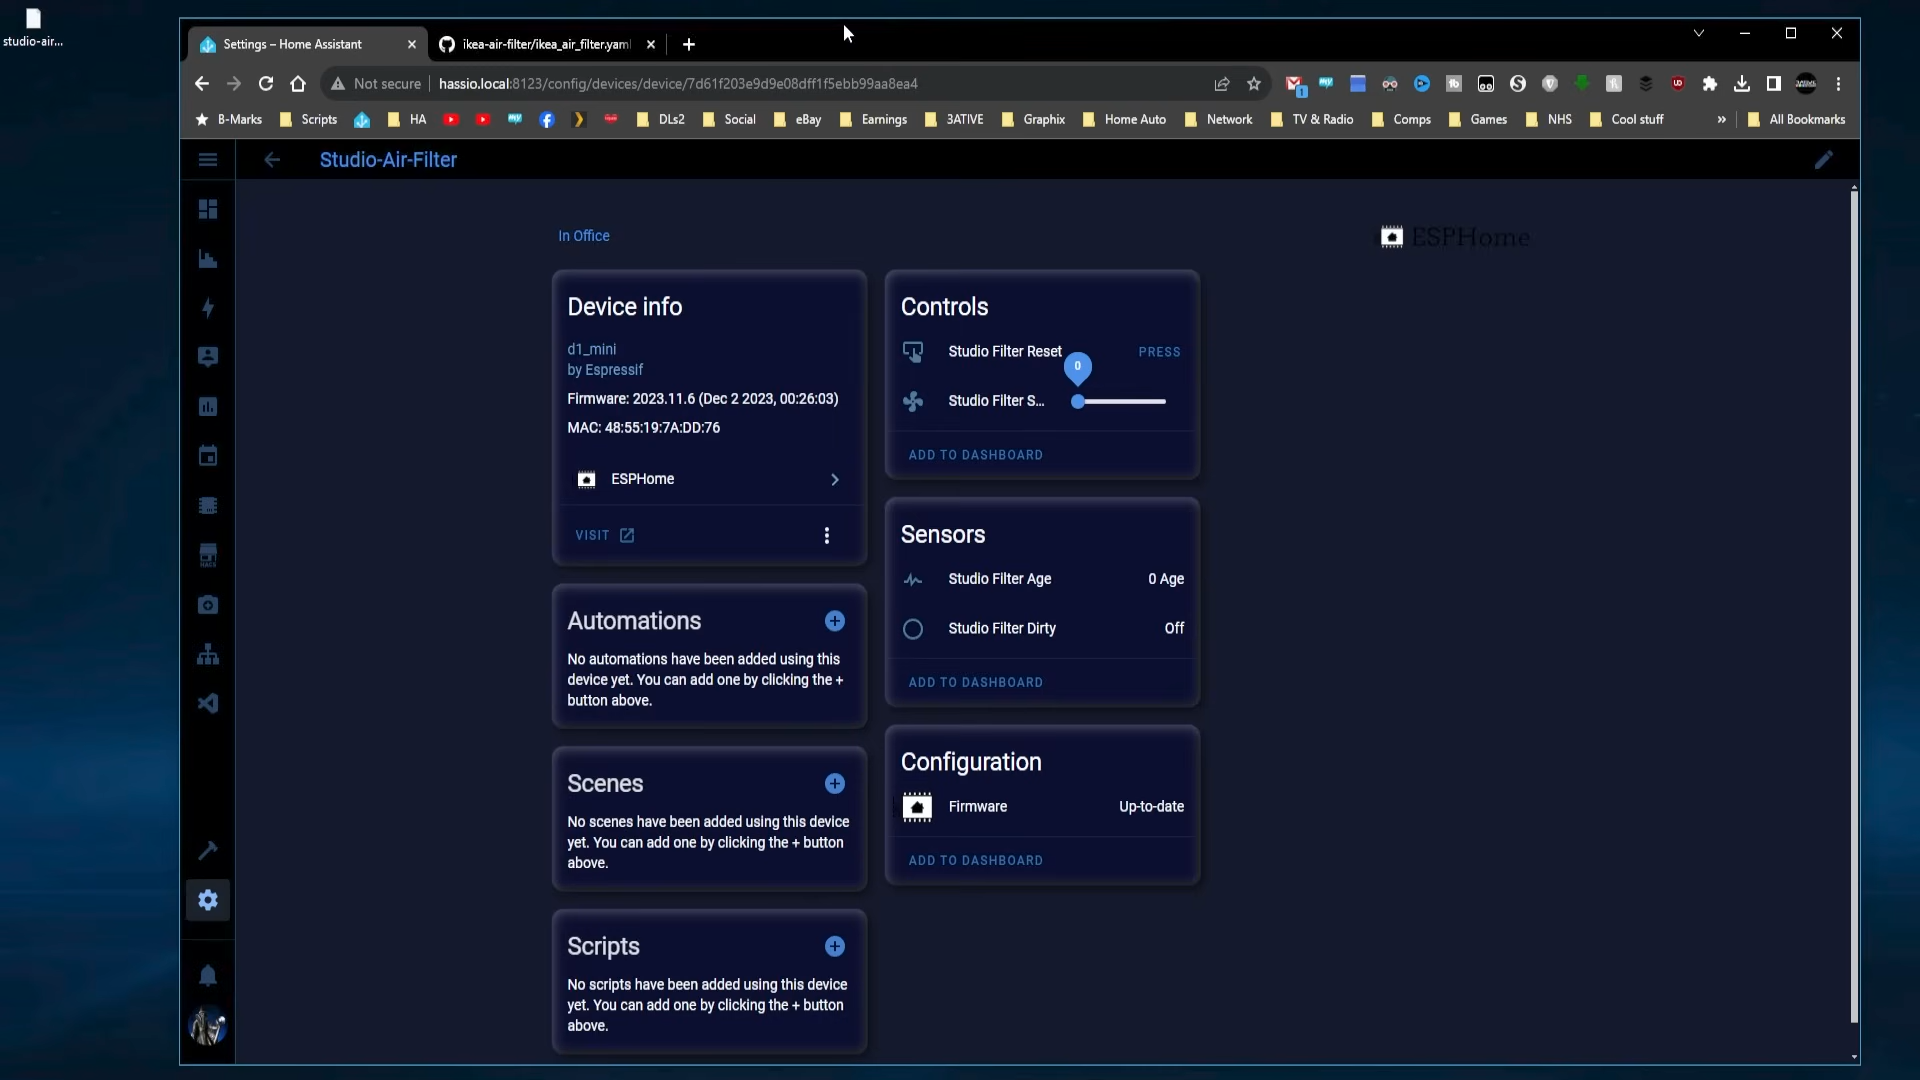 studio-air...
Settings – Home Assistant
ikea-air-filter/ikea_air_filter.yaml
Not secure
hassio.local:8123/config/devices/device/7d61f203e9d9e08dff1f5ebb99aa8ea4
B-Marks
Scripts
HA
DLs2
Social
eBay
Earnings
3ATIVE
Graphix
Home Auto
Network
TV & Radio
Comps
Games
NHS
Cool stuff
»
All Bookmarks
Studio-Air-Filter
In Office
ESPHome
Device info
d1_mini
by Espressif
Firmware: 2023.11.6 (Dec 2 2023, 00:26:03)
MAC: 48:55:19:7A:DD:76
ESPHome
VISIT
Automations
No automations have been added using this
device yet. You can add one by clicking the +
button above.
Scenes
No scenes have been added using this device
yet. You can add one by clicking the + button
above.
Scripts
No scripts have been added using this device
yet. You can add one by clicking the + button
above.
Controls
Studio Filter Reset
PRESS
0
Studio Filter S...
ADD TO DASHBOARD
Sensors
Studio Filter Age
0 Age
Studio Filter Dirty
Off
ADD TO DASHBOARD
Configuration
Firmware
Up-to-date
ADD TO DASHBOARD
HACS